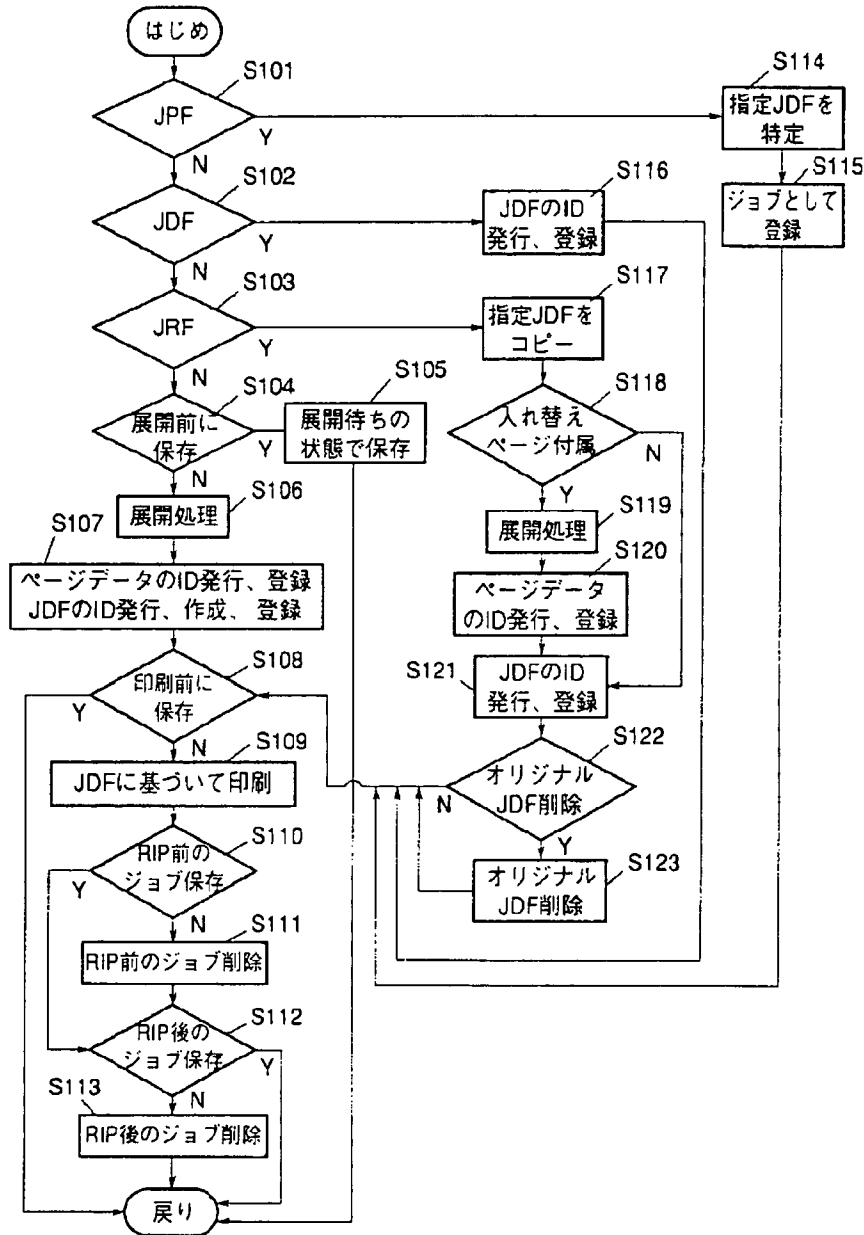 はじめ
S101
JPF
Y
N
S114
指定JDFを
特定
S115
ジョブとして
登録
S102
JDF
Y
N
S116
JDFのID
発行、登録
S103
JRF
Y
N
S117
指定JDFを
コピー
S104
展開前に
保存
Y
N
S105
展開待ちの
状態で保存
S118
入れ替え
ページ付属
N
Y
S106
展開処理
S119
展開処理
S107
ページデータのID発行、登録
JDFのID発行、作成、登録
S120
ページデータ
のID発行、登録
S121
JDFのID
発行、登録
S108
印刷前に
保存
Y
N
S122
オリジナル
JDF削除
N
Y
S109
JDFに基づいて印刷
S123
オリジナル
JDF削除
S110
RIP前の
ジョブ保存
Y
N
S111
RIP前のジョブ削除
S112
RIP後の
ジョブ保存
Y
N
S113
RIP後のジョブ削除
戻り